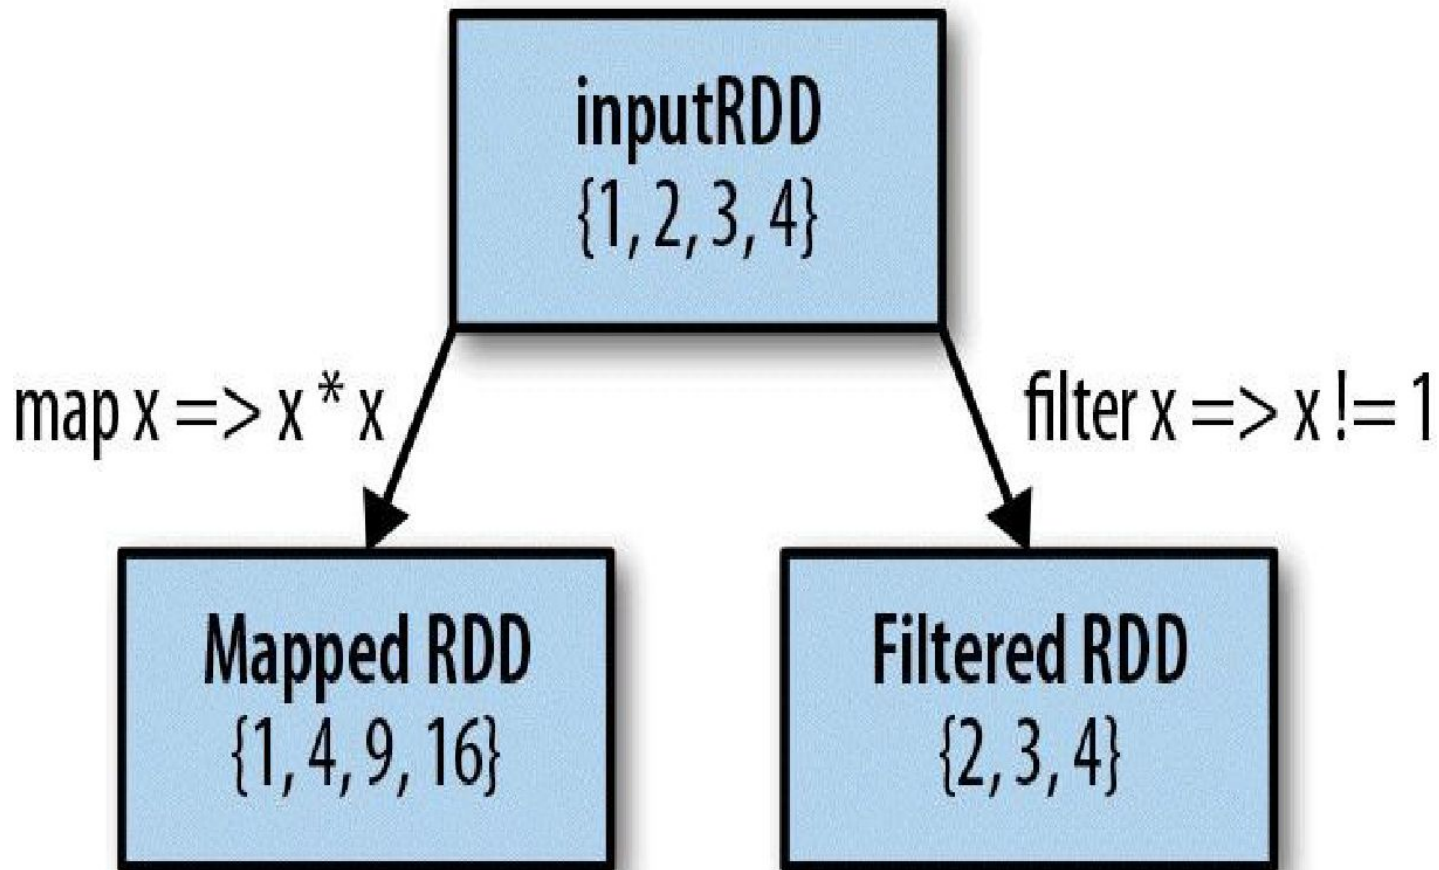 inputRDD
{1, 2, 3, 4}
map x => x * x
filter x => x != 1
Mapped RDD
{1, 4, 9, 16}
Filtered RDD
{2, 3, 4}